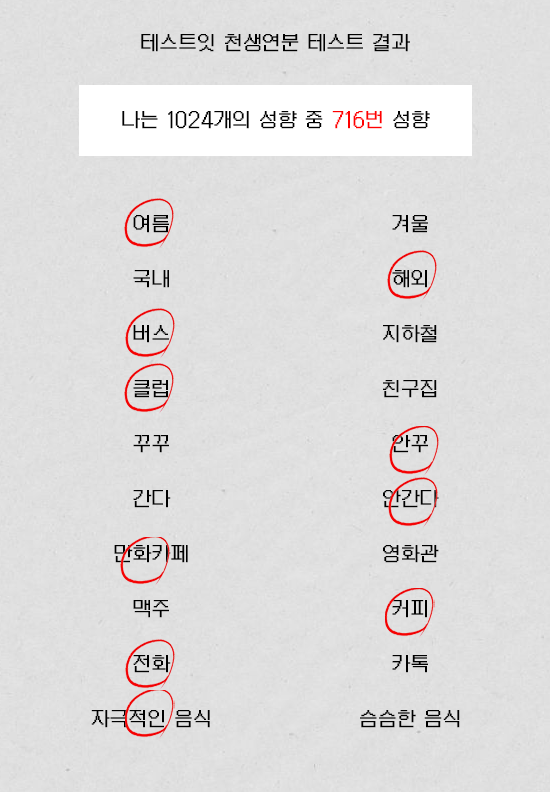 테스트잇 천생연분 테스트 결과
나는 1024개의 성향 중 716번 성향
여름 겨울
국내 해외
버스 지하철
클럽 친구집
꾸꾸 안꾸
간다 안간다
만화카페 영화관
맥주 커피
전화 카톡
자극적인 음식 슴슴한 음식